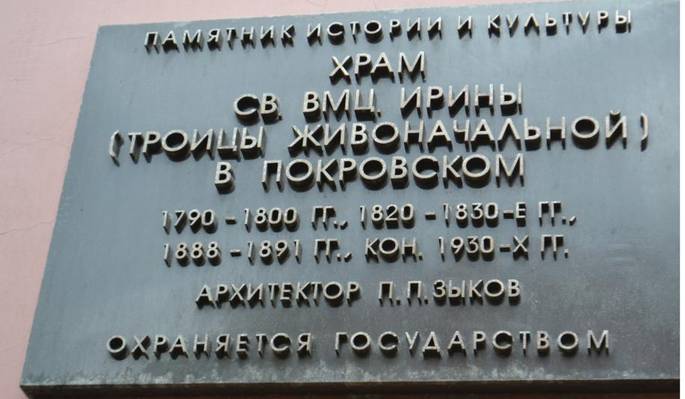 ПАМЯТНИК ИСТОРИИ И КУЛЬТУРЫ
ХРАМ
СВ. ВМЦ. ИРИНЫ
(ТРОИЦЫ ЖИВОНАЧАЛЬНОЙ)
В ПОКРОВСКОМ
1790-1800 ГГ., 1820-1830-Е ГГ.,
1888-1891 ГГ., КОН. 1930-Х ГГ.
АРХИТЕКТОР П.П.ЗЫКОВ
ОХРАНЯЕТСЯ ГОСУДАРСТВОМ